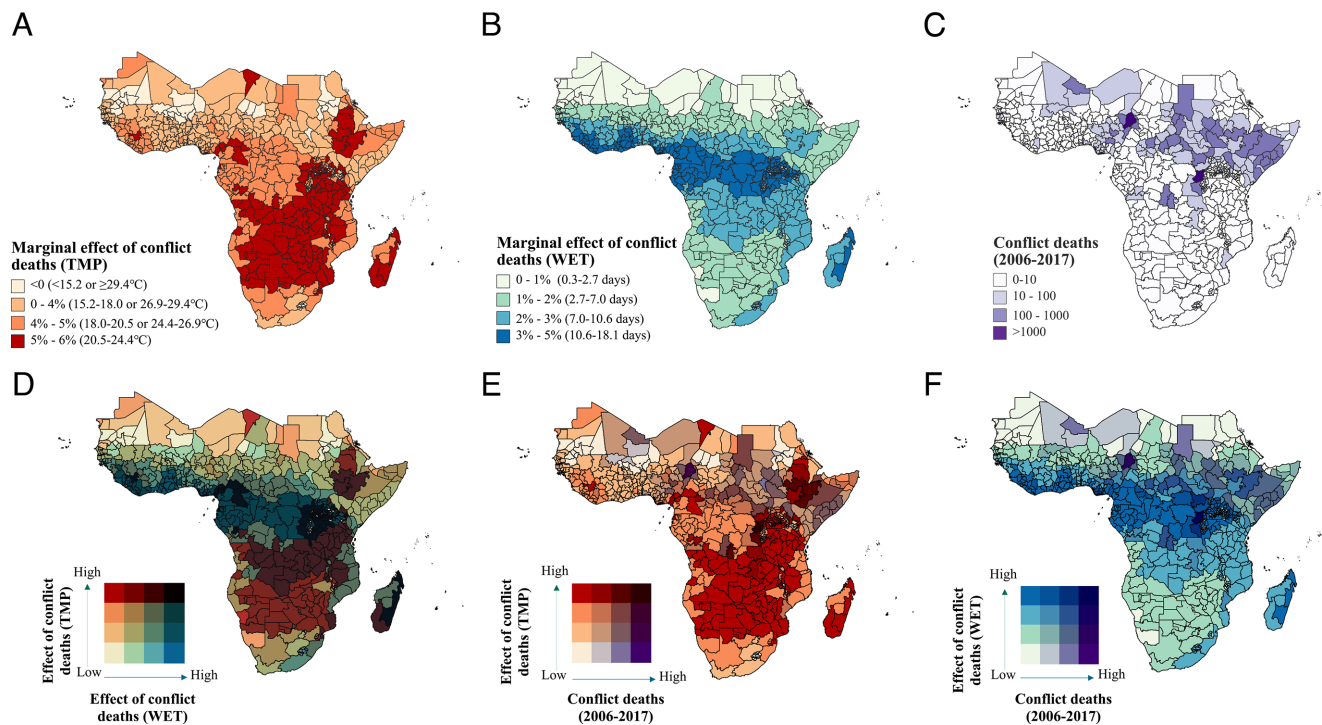 A
B
C
Marginal effect of conflict
deaths (TMP)
<0 (<15.2 or ≥29.4°C)
0 - 4% (15.2-18.0 or 26.9-29.4°C)
4% - 5% (18.0-20.5 or 24.4-26.9°C)
5% - 6% (20.5-24.4°C)
Marginal effect of conflict
deaths (WET)
0 - 1% (0.3-2.7 days)
1% - 2% (2.7-7.0 days)
2% - 3% (7.0-10.6 days)
3% - 5% (10.6-18.1 days)
Conflict deaths
(2006-2017)
0-10
10 - 100
100 - 1000
>1000
D
E
F
High
Effect of conflict
deaths (TMP)
Low
High
Effect of conflict
deaths (WET)
High
Effect of conflict
deaths (TMP)
Low
High
Conflict deaths
(2006-2017)
High
Effect of conflict
deaths (WET)
Low
High
Conflict deaths
(2006-2017)